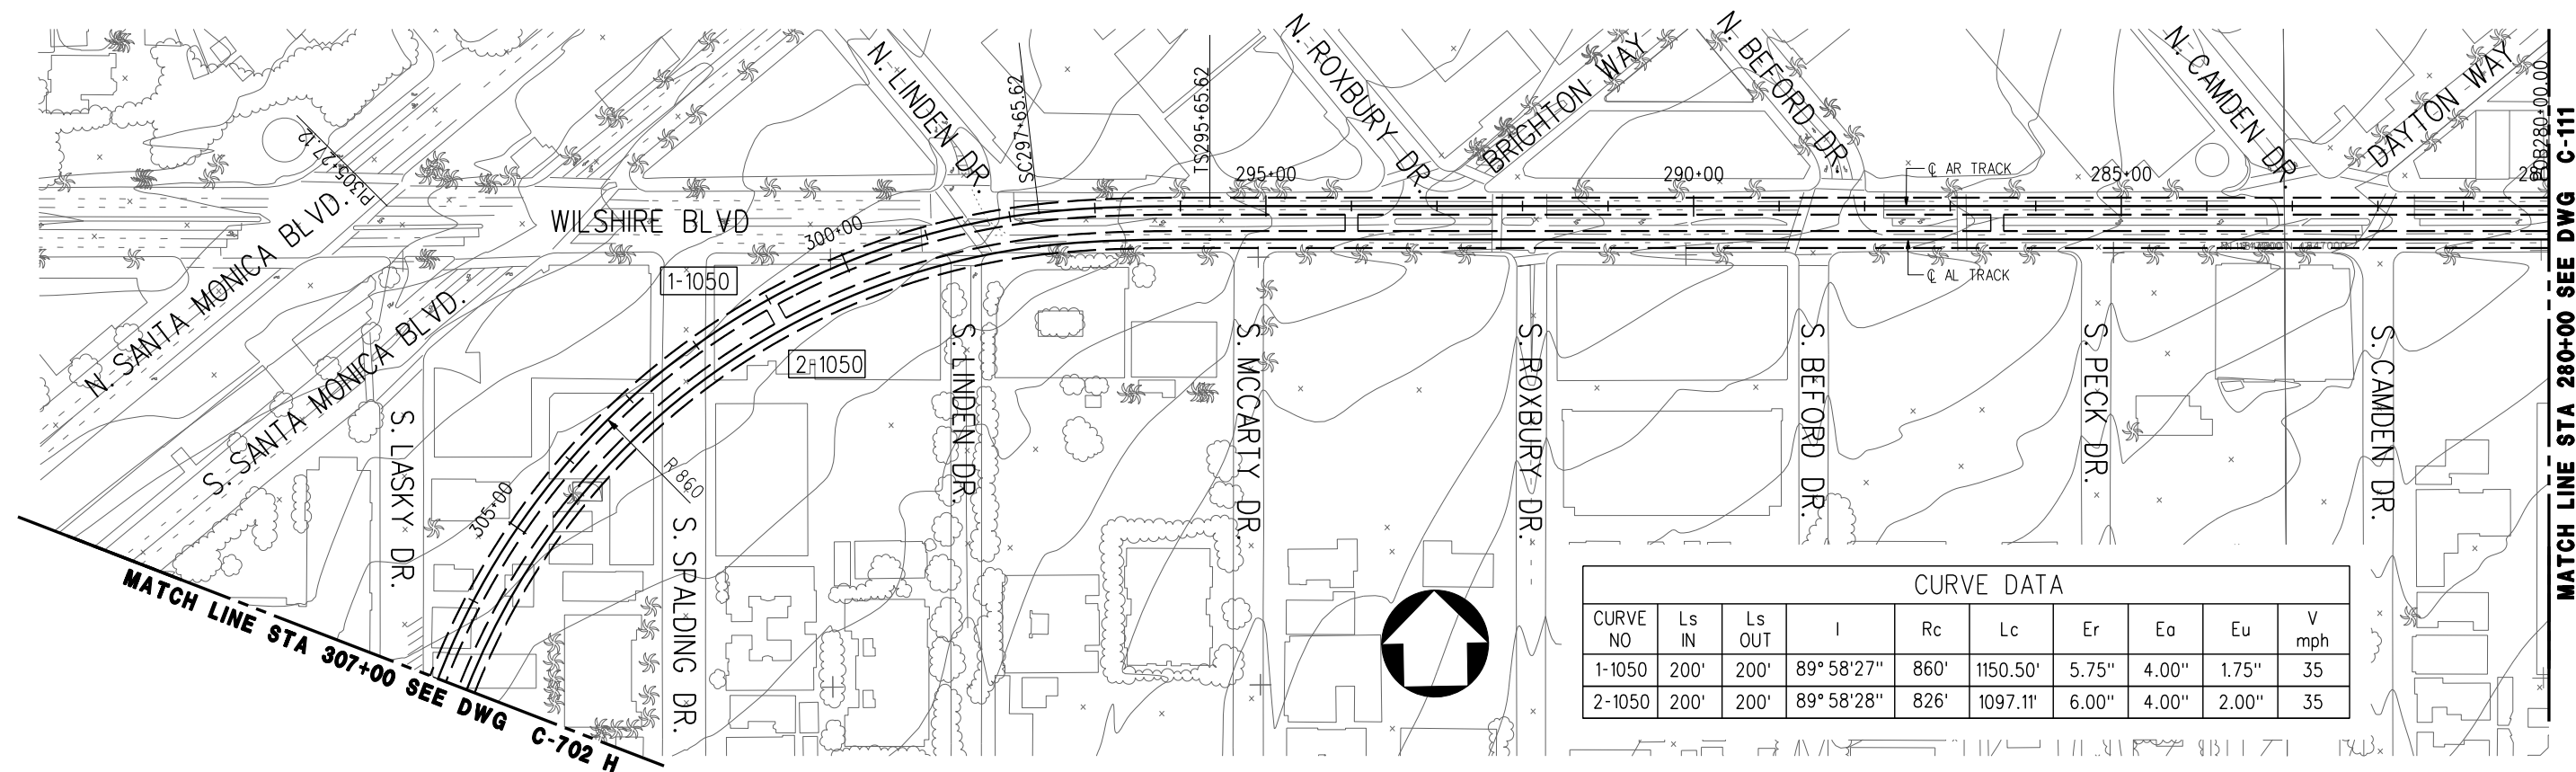 N. LINDEN DR.
SC297+65.62
TS295+65.62
N. ROXBURY DR.
BRIGHTON WAY
N. BEFORD DR.
N. CAMDEN DR.
DAYTON WAY
PI305+27.12
295+00
290+00
℄ AR TRACK
285+00
WILSHIRE BLVD
300+00
1-1050
℄ AL TRACK
N. SANTA MONICA BLVD.
S. SANTA MONICA BLVD.
2-1050
S. LASKY DR.
305+00
R 860
S. SPALDING DR.
S. LINDEN DR.
S. MCCARTY DR.
S. ROXBURY DR.
S. BEFORD DR.
S. PECK DR.
S. CAMDEN DR.
MATCH LINE STA 280+00 SEE DWG C-111
MATCH LINE STA 307+00 SEE DWG C-702 H
CURVE DATA
CURVE NO Ls IN Ls OUT I Rc Lc Er Ea Eu V mph
1-1050 200' 200' 89°58'27" 860' 1150.50' 5.75" 4.00" 1.75" 35
2-1050 200' 200' 89°58'28" 826' 1097.11' 6.00" 4.00" 2.00" 35